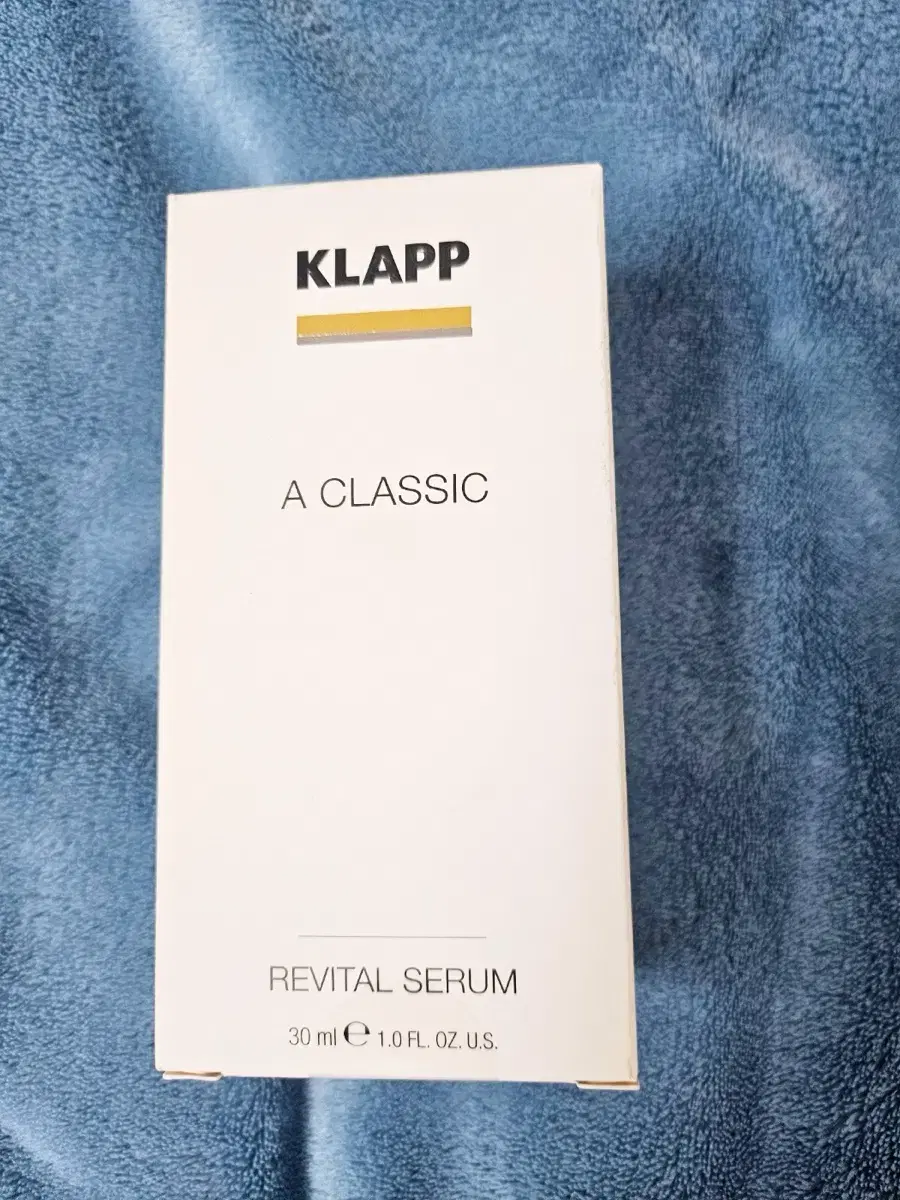 KLAPP
A CLASSIC
REVITAL SERUM
30 ml ℮ 1.0 FL. OZ. U.S.